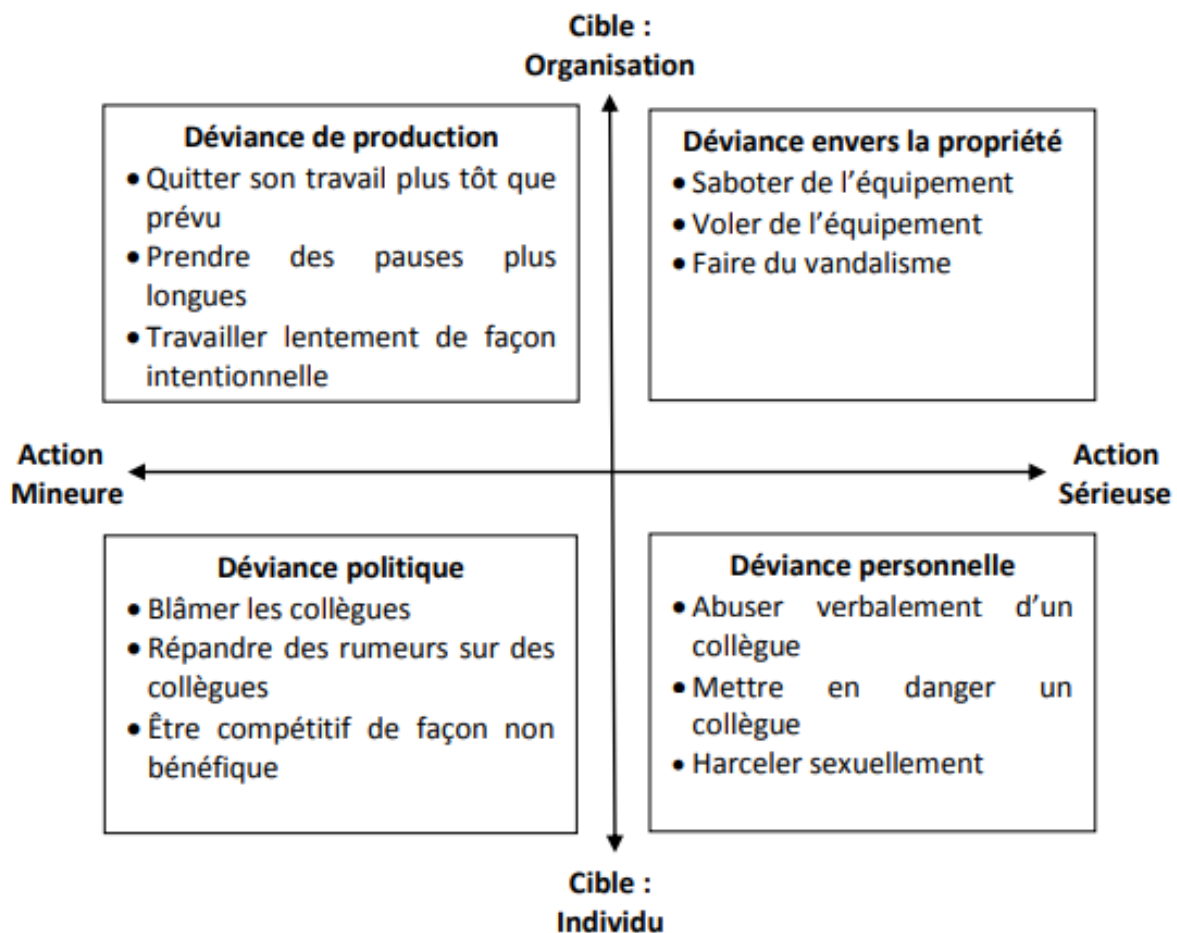 Cible :
Organisation
Déviance de production
• Quitter son travail plus tôt que
prévu
• Prendre des pauses plus
longues
• Travailler lentement de façon
intentionnelle
Déviance envers la propriété
• Saboter de l’équipement
• Voler de l’équipement
• Faire du vandalisme
Action
Mineure
Action
Sérieuse
Déviance politique
• Blâmer les collègues
• Répandre des rumeurs sur des
collègues
• Être compétitif de façon non
bénéfique
Déviance personnelle
• Abuser verbalement d’un
collègue
• Mettre en danger un
collègue
• Harceler sexuellement
Cible :
Individu